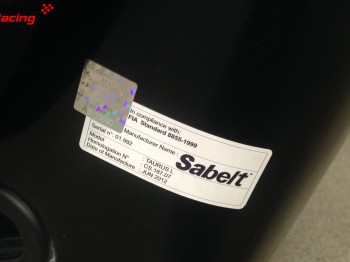 Racing
In compliance with:
FIA Standard 8855-1999
Manufacturer Name :
Sabelt
Serial n°: 01.992
Model : TAURUS L
Homologation N° : CS.187.07
Date of Manufacture : JUN 2012